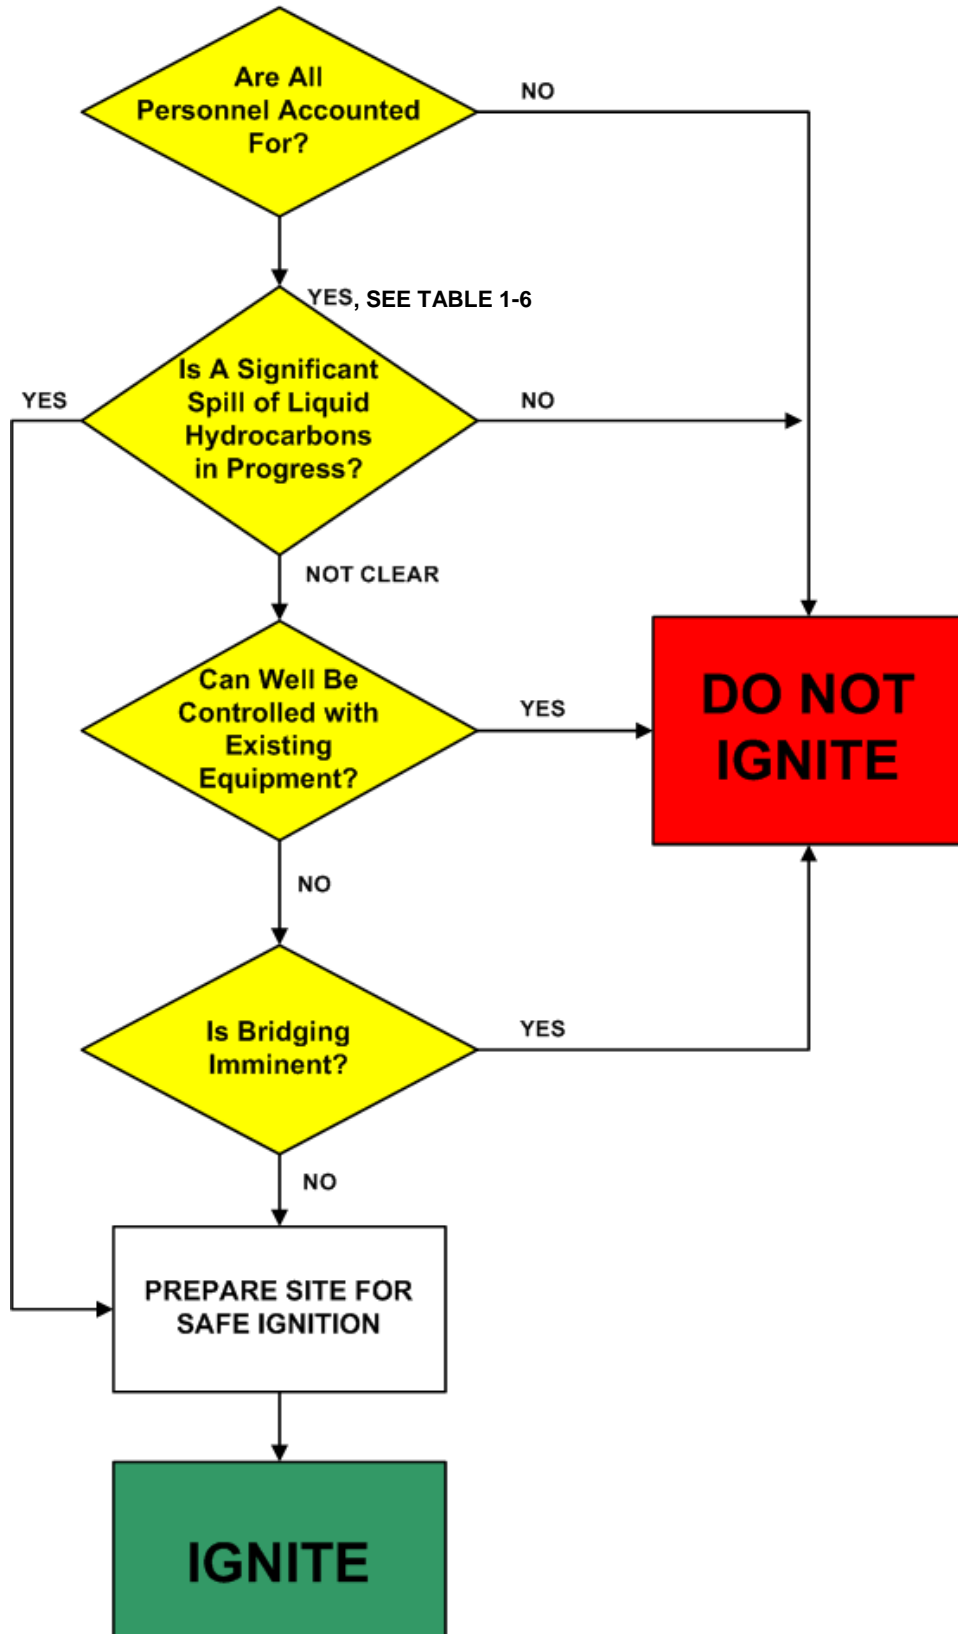 Are All
Personnel Accounted
For?
NO
YES, SEE TABLE 1-6
Is A Significant
Spill of Liquid
Hydrocarbons
in Progress?
YES
NO
NOT CLEAR
Can Well Be
Controlled with
Existing
Equipment?
YES
DO NOT
IGNITE
NO
Is Bridging
Imminent?
YES
NO
PREPARE SITE FOR
SAFE IGNITION
IGNITE